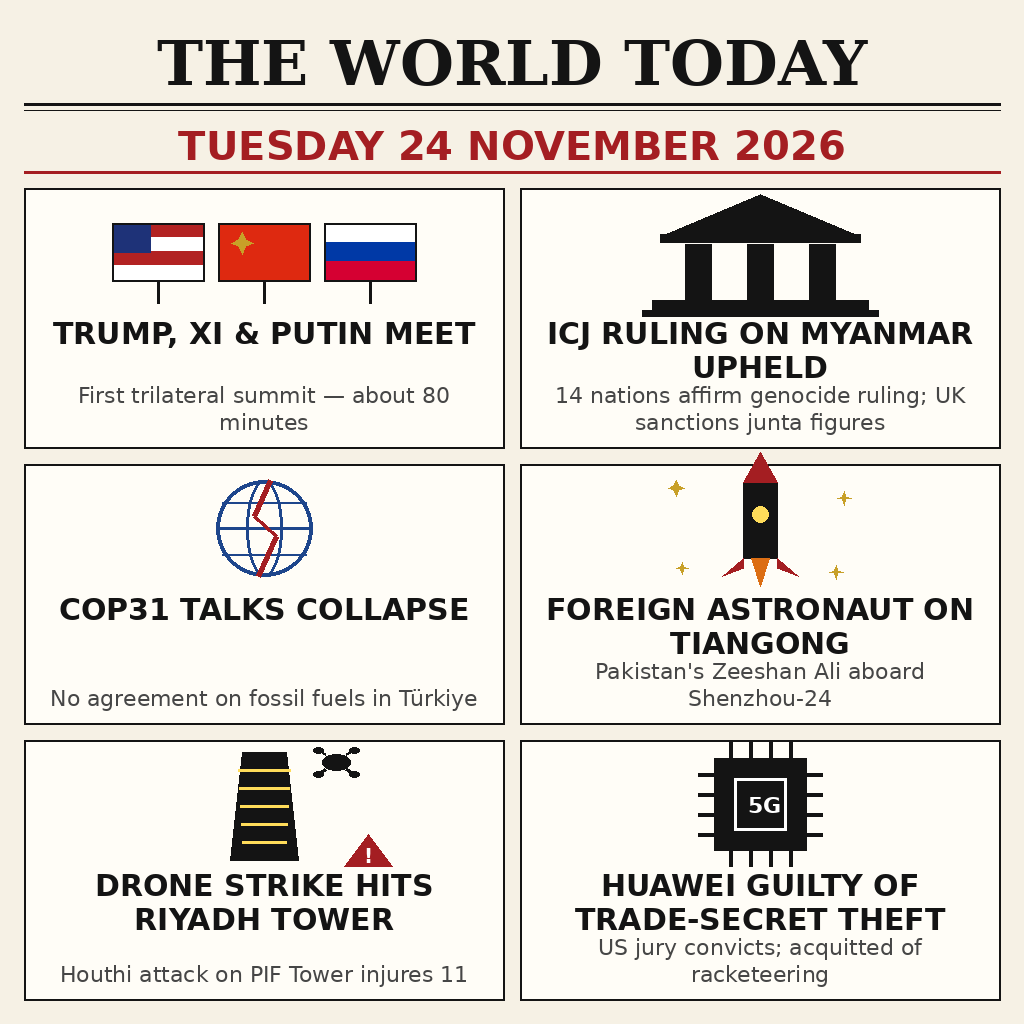 THE WORLD TODAY
TUESDAY 24 NOVEMBER 2026
TRUMP, XI & PUTIN MEET
First trilateral summit — about 80
minutes
ICJ RULING ON MYANMAR
UPHELD
14 nations affirm genocide ruling; UK
sanctions junta figures
COP31 TALKS COLLAPSE
No agreement on fossil fuels in Türkiye
FOREIGN ASTRONAUT ON
TIANGONG
Pakistan's Zeeshan Ali aboard
Shenzhou-24
!
DRONE STRIKE HITS
RIYADH TOWER
Houthi attack on PIF Tower injures 11
5G
HUAWEI GUILTY OF
TRADE-SECRET THEFT
US jury convicts; acquitted of
racketeering